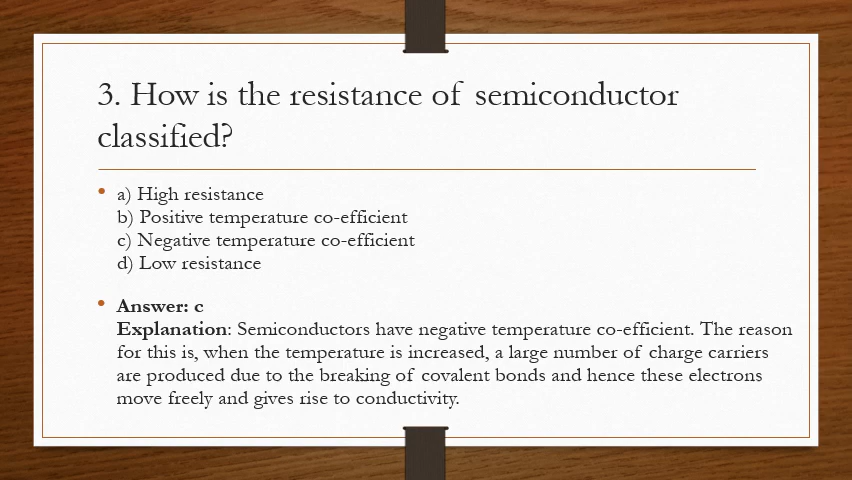 3. How is the resistance of semiconductor
classified?
• a) High resistance
b) Positive temperature co-efficient
c) Negative temperature co-efficient
d) Low resistance
• Answer: c
Explanation: Semiconductors have negative temperature co-efficient. The reason
for this is, when the temperature is increased, a large number of charge carriers
are produced due to the breaking of covalent bonds and hence these electrons
move freely and gives rise to conductivity.